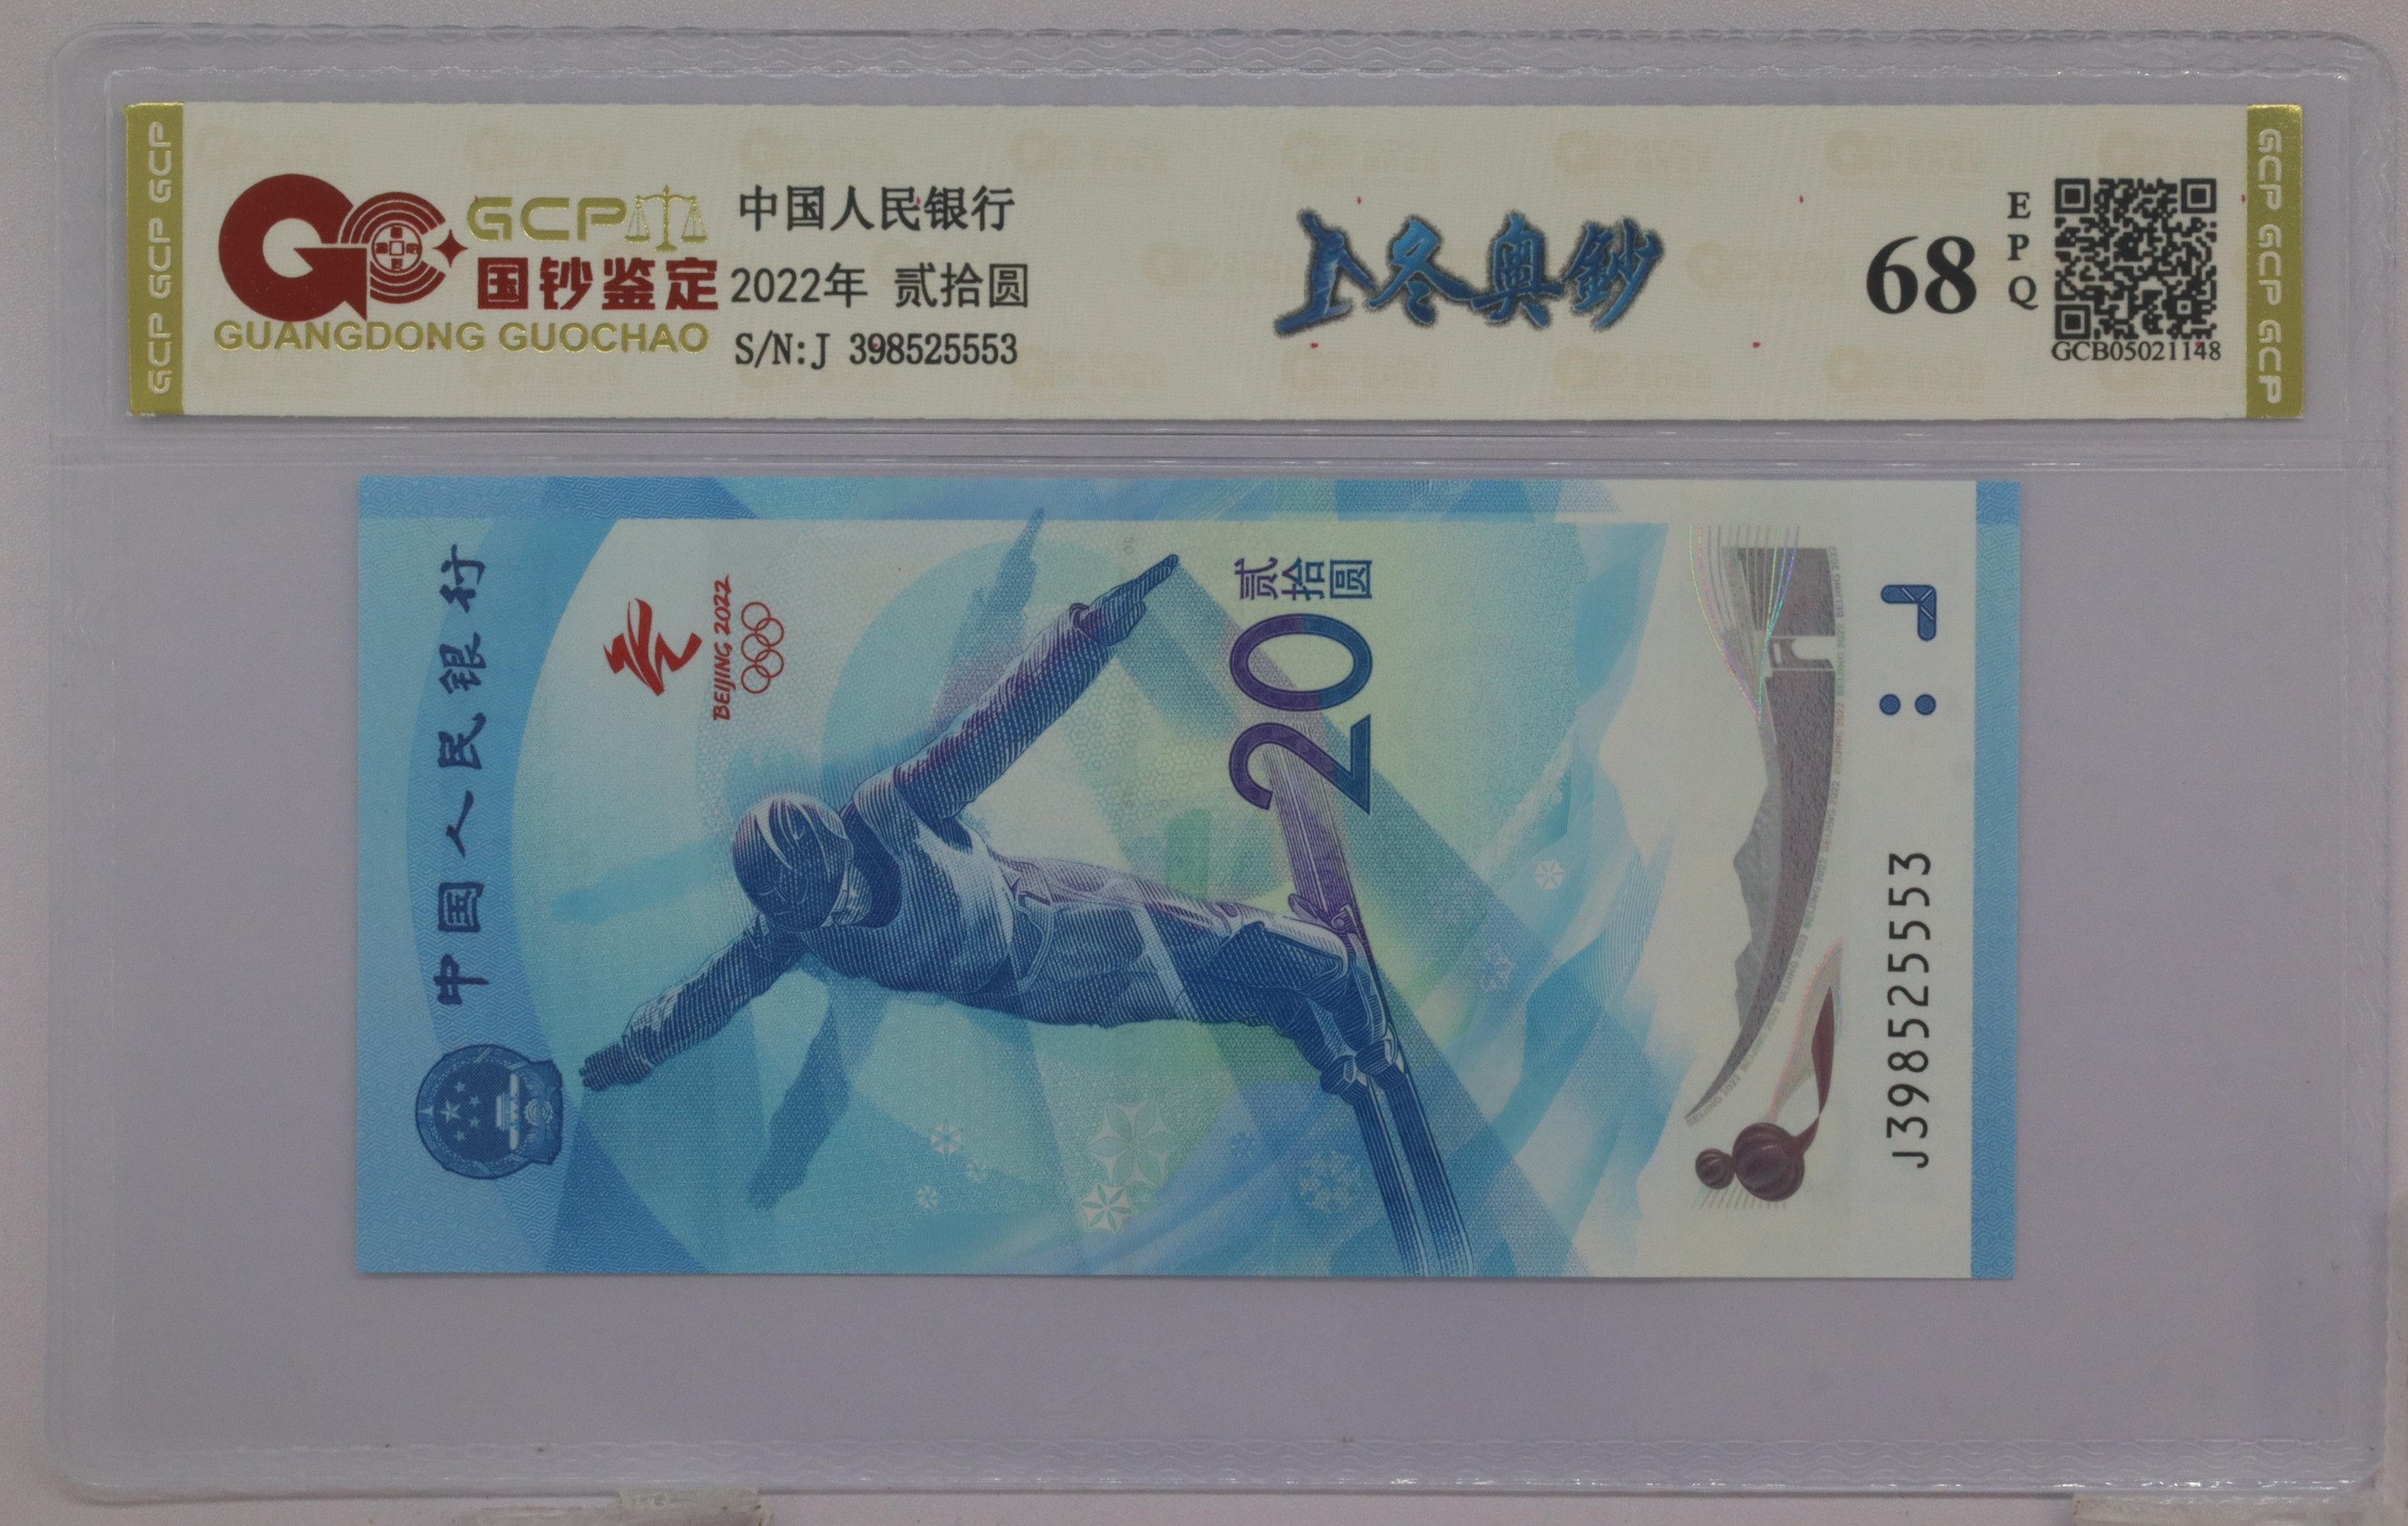 GCP GCP GCP
GCP
国钞鉴定
GUANGDONG GUOCHAO
中国人民银行
2022年 贰拾圆
S/N:J 398525553
冬奥鈔
68
EPQ
GCB05021148
GCP GCP GCP
中国人民银行
BEIJING 2022
贰拾圆
20
J398525553